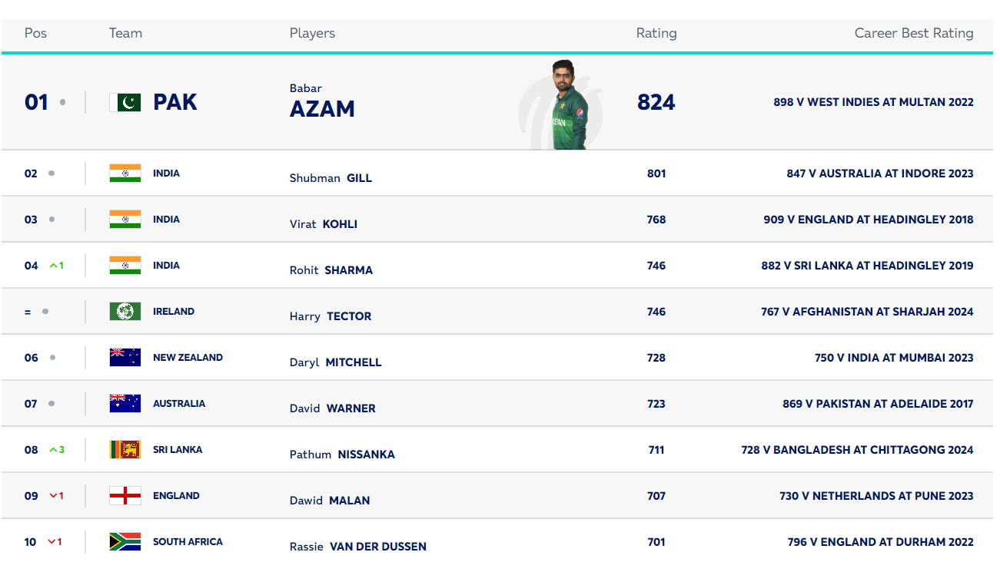 Pos Team Players Rating Career Best Rating
01 PAK Babar AZAM 824 898 V WEST INDIES AT MULTAN 2022
02 INDIA Shubman GILL 801 847 V AUSTRALIA AT INDORE 2023
03 INDIA Virat KOHLI 768 909 V ENGLAND AT HEADINGLEY 2018
04 1 INDIA Rohit SHARMA 746 882 V SRI LANKA AT HEADINGLEY 2019
= IRELAND Harry TECTOR 746 767 V AFGHANISTAN AT SHARJAH 2024
06 NEW ZEALAND Daryl MITCHELL 728 750 V INDIA AT MUMBAI 2023
07 AUSTRALIA David WARNER 723 869 V PAKISTAN AT ADELAIDE 2017
08 3 SRI LANKA Pathum NISSANKA 711 728 V BANGLADESH AT CHITTAGONG 2024
09 1 ENGLAND Dawid MALAN 707 730 V NETHERLANDS AT PUNE 2023
10 1 SOUTH AFRICA Rassie VAN DER DUSSEN 701 796 V ENGLAND AT DURHAM 2022